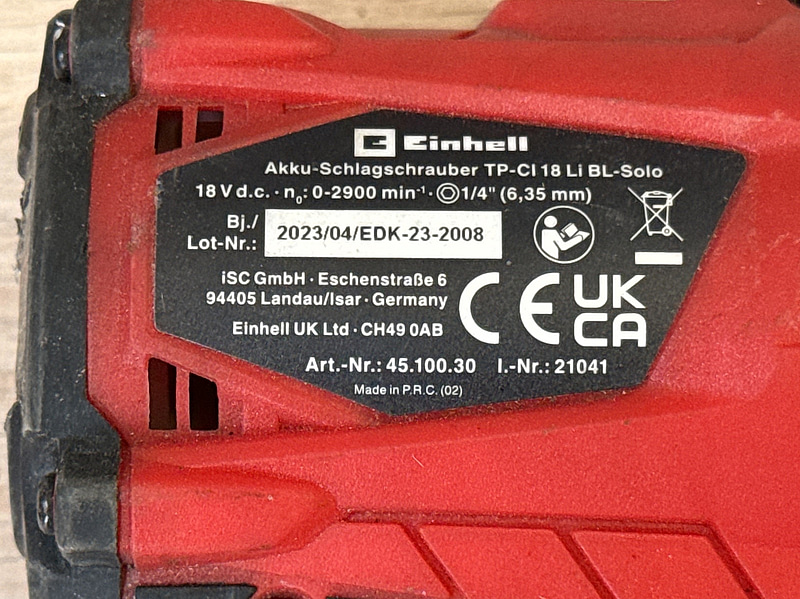 Einhell
Akku-Schlagschrauber TP-CI 18 Li BL-Solo
18 V d.c. · n₀: 0-2900 min⁻¹ · 1/4" (6,35 mm)
Bj./
Lot-Nr.: 2023/04/EDK-23-2008
iSC GmbH · Eschenstraße 6
94405 Landau/Isar · Germany
CE UK
CA
Einhell UK Ltd · CH49 0AB
Art.-Nr.: 45.100.30 I.-Nr.: 21041
Made in P.R.C. (02)